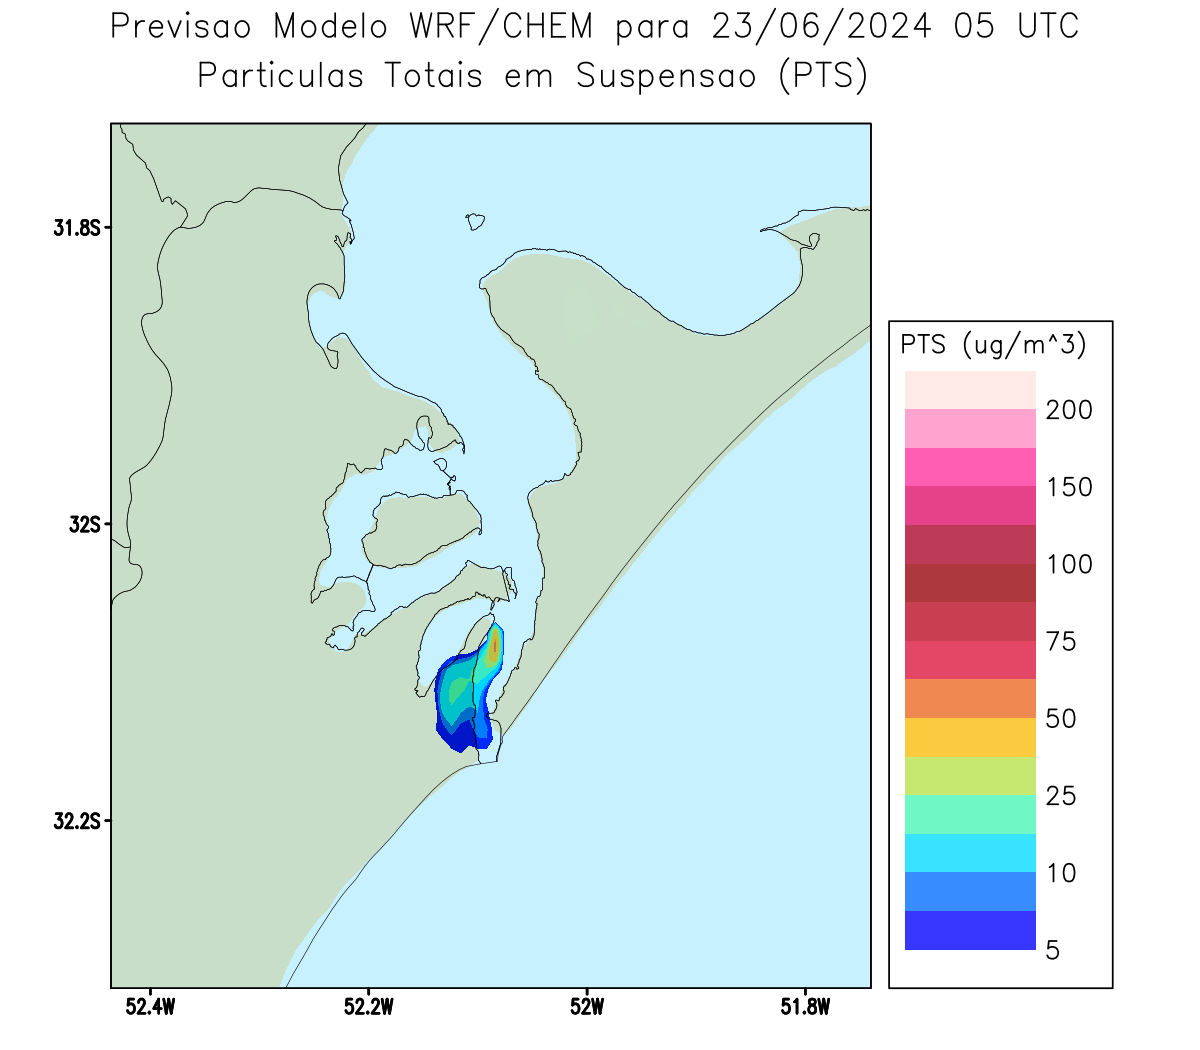 Previsao Modelo WRF/CHEM para 23/06/2024 05 UTC
Particulas Totais em Suspensao (PTS)
31.8S
32S
32.2S
52.4W
52.2W
52W
51.8W
PTS (ug/m^3)
200
150
100
75
50
25
10
5